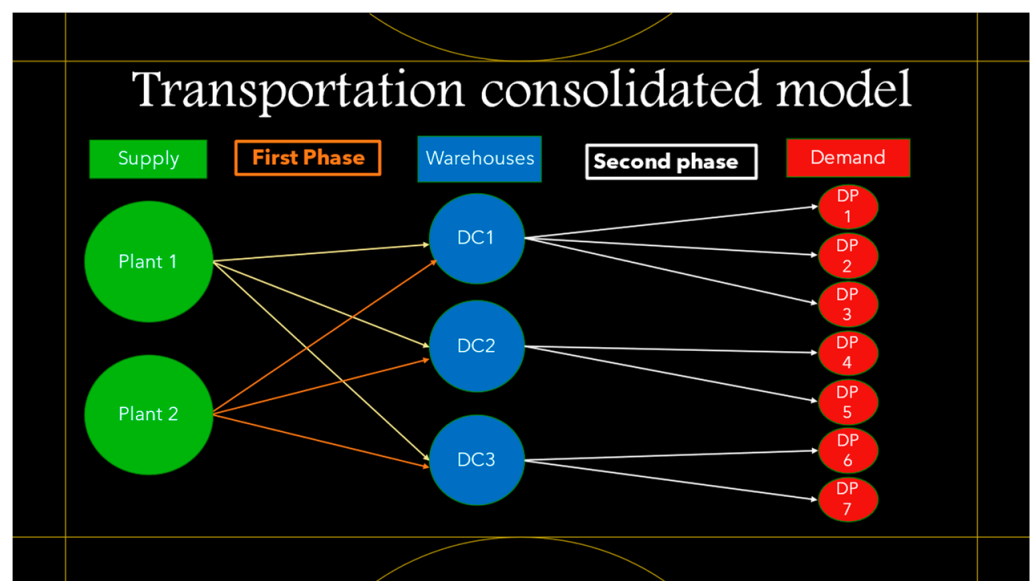 Transportation consolidated model
Supply
First Phase
Warehouses
Second phase
Demand
Plant 1
Plant 2
DC1
DC2
DC3
DP
1
DP
2
DP
3
DP
4
DP
5
DP
6
DP
7